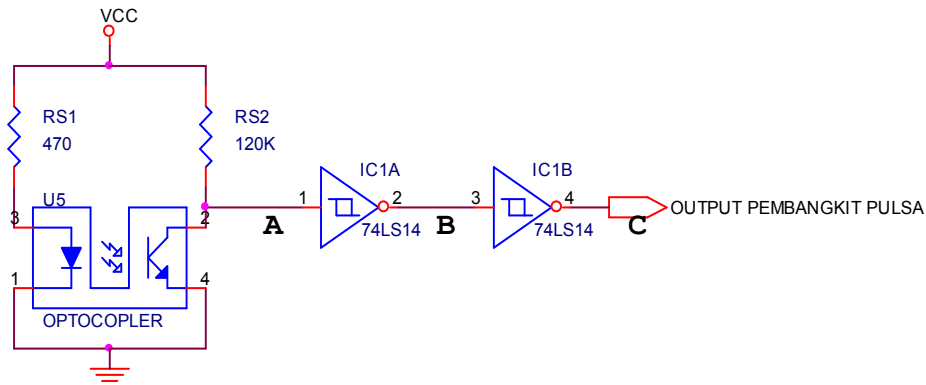 VCC
RS1
470
RS2
120K
U5
3
2
1
4
OPTOCOPLER
A
1
IC1A
2
74LS14
B
3
IC1B
4
74LS14
C
OUTPUT PEMBANGKIT PULSA